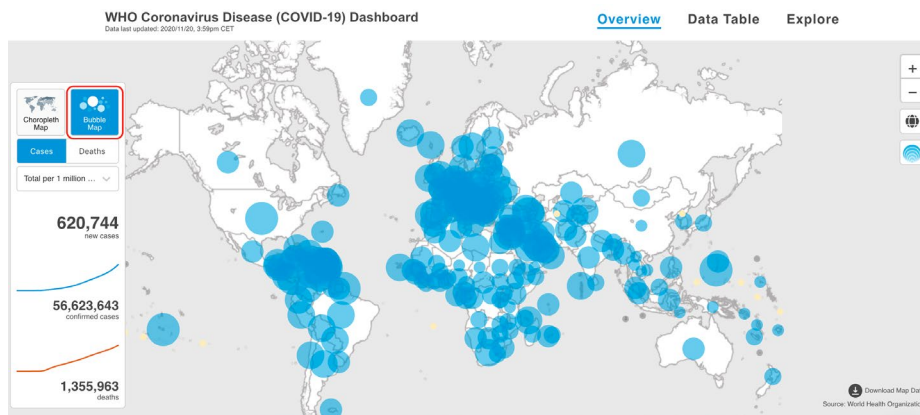 WHO Coronavirus Disease (COVID-19) Dashboard
Data last updated: 2020/11/20, 3:59pm CET
Overview Data Table Explore
Choropleth
Map
Bubble
Map
Cases Deaths
Total per 1 million ...
620,744
new cases
56,623,643
confirmed cases
1,355,963
deaths
+
−
Download Map Da
Source: World Health Organizatio